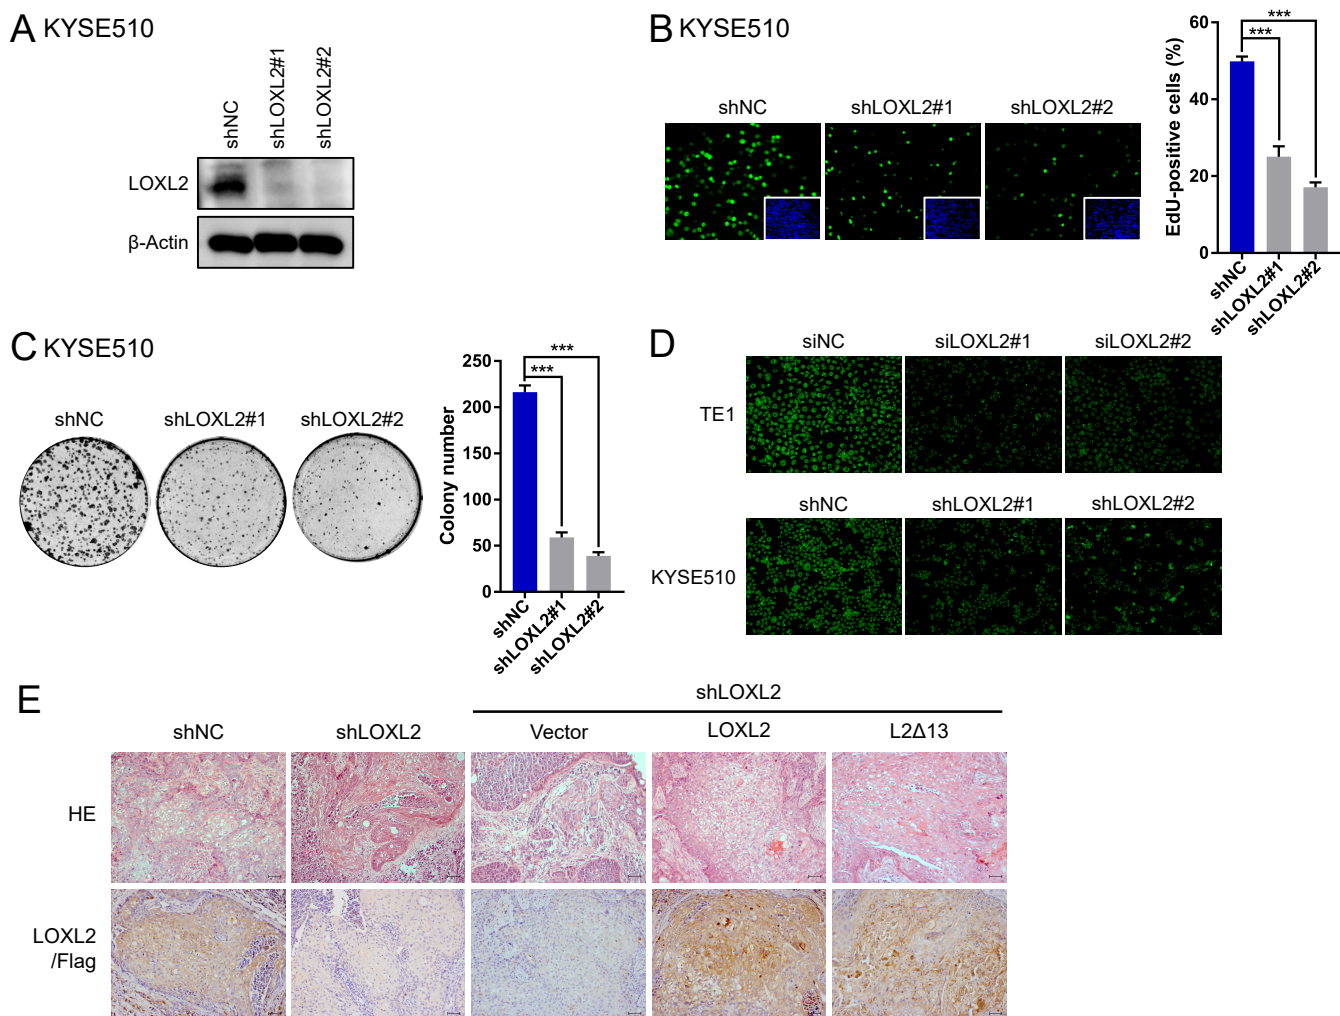 A KYSE510
shNC
shLOXL2#1
shLOXL2#2
LOXL2
β-Actin
B KYSE510
shNC
shLOXL2#1
shLOXL2#2
EdU-positive cells (%)
60
40
20
0
***
***
shNC
shLOXL2#1
shLOXL2#2
C KYSE510
shNC
shLOXL2#1
shLOXL2#2
Colony number
250
200
150
100
50
0
***
***
shNC
shLOXL2#1
shLOXL2#2
D
siNC
siLOXL2#1
siLOXL2#2
TE1
shNC
shLOXL2#1
shLOXL2#2
KYSE510
E
shLOXL2
shNC
shLOXL2
Vector
LOXL2
L2Δ13
HE
LOXL2
/Flag